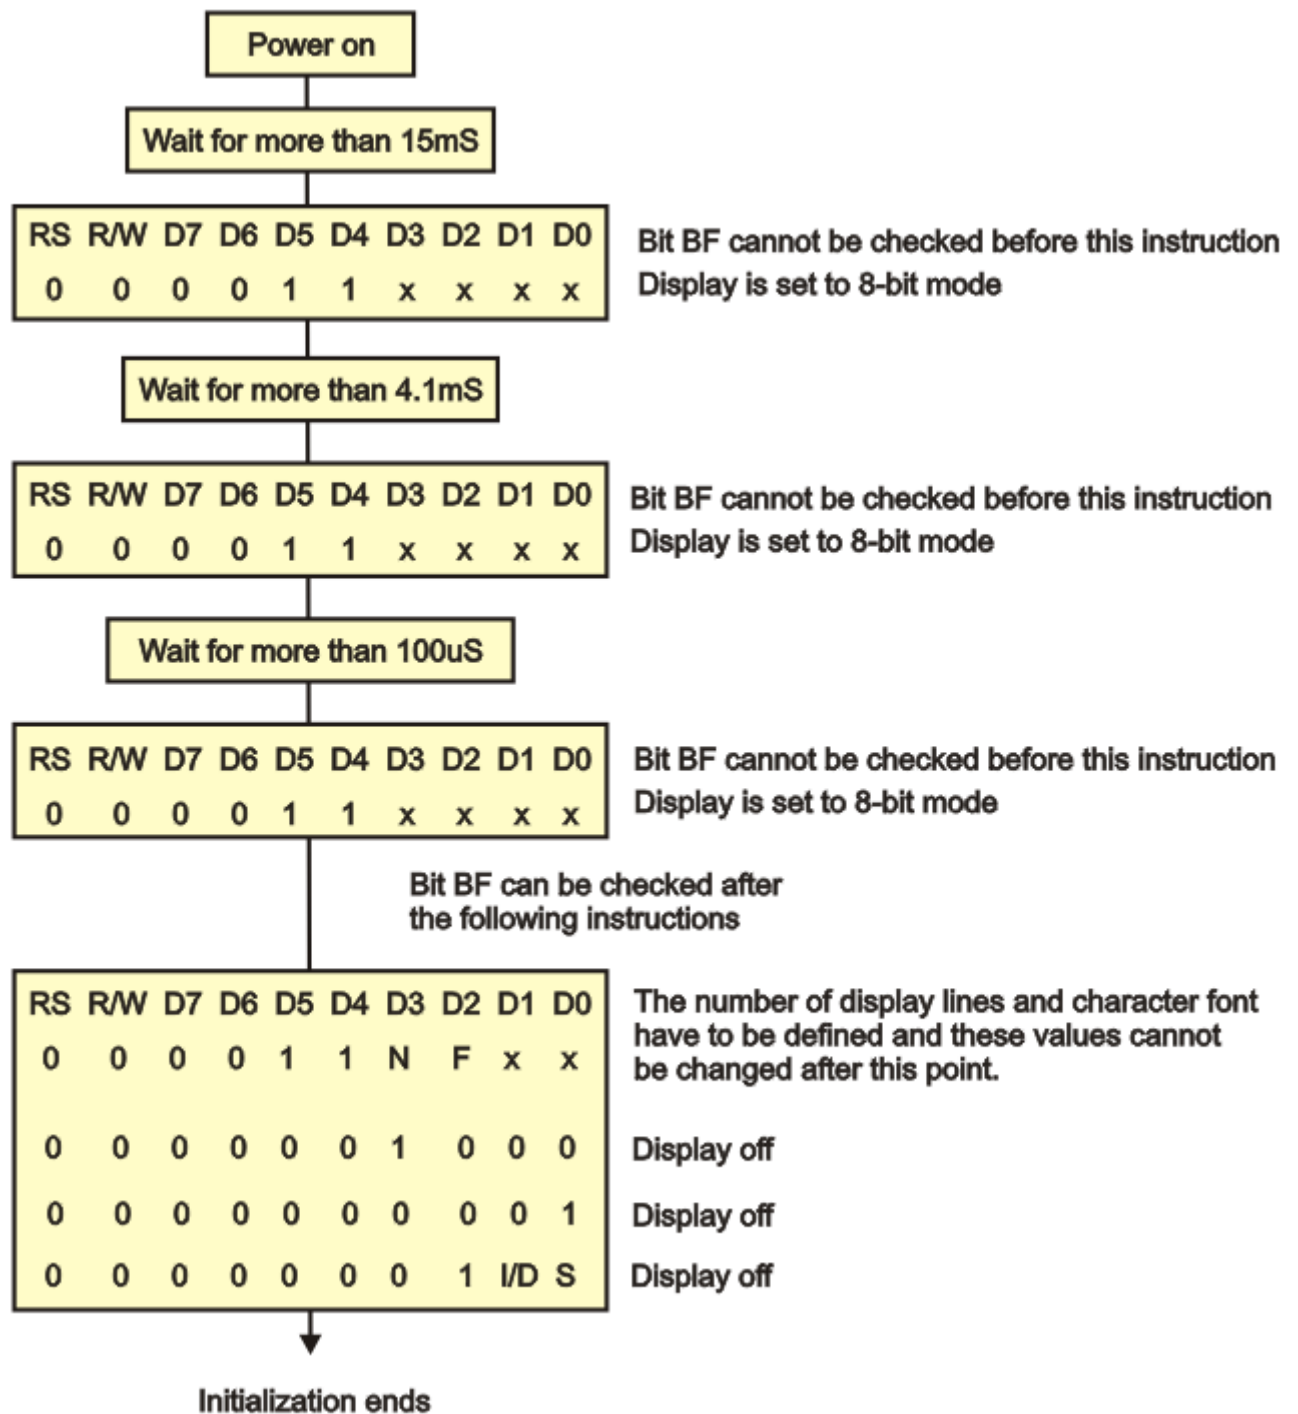 Power on
Wait for more than 15mS
RS R/W D7 D6 D5 D4 D3 D2 D1 D0
0 0 0 0 1 1 x x x x
Bit BF cannot be checked before this instruction
Display is set to 8-bit mode
Wait for more than 4.1mS
RS R/W D7 D6 D5 D4 D3 D2 D1 D0
0 0 0 0 1 1 x x x x
Bit BF cannot be checked before this instruction
Display is set to 8-bit mode
Wait for more than 100uS
RS R/W D7 D6 D5 D4 D3 D2 D1 D0
0 0 0 0 1 1 x x x x
Bit BF cannot be checked before this instruction
Display is set to 8-bit mode
Bit BF can be checked after
the following instructions
RS R/W D7 D6 D5 D4 D3 D2 D1 D0
0 0 0 0 1 1 N F x x
The number of display lines and character font
have to be defined and these values cannot
be changed after this point.
0 0 0 0 0 0 1 0 0 0
Display off
0 0 0 0 0 0 0 0 0 1
Display off
0 0 0 0 0 0 0 1 I/D S
Display off
Initialization ends